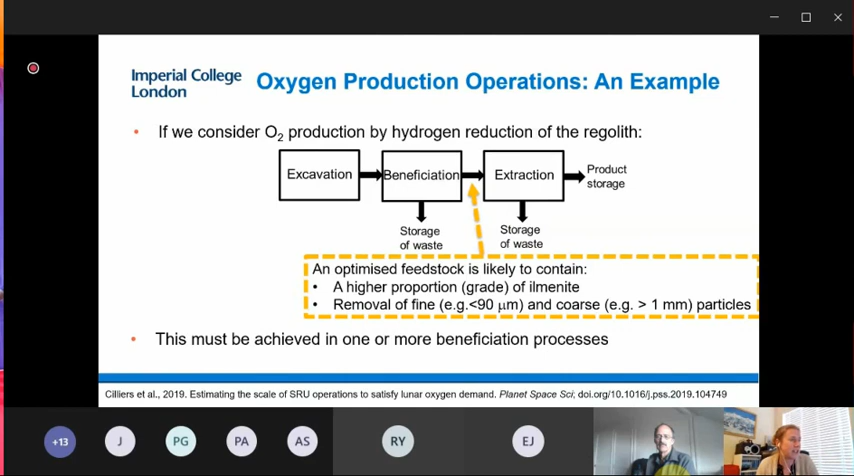 Imperial College
London
Oxygen Production Operations: An Example
• If we consider O₂ production by hydrogen reduction of the regolith:
Excavation
Beneficiation
Extraction
Product
storage
Storage
of waste
Storage
of waste
An optimised feedstock is likely to contain:
• A higher proportion (grade) of ilmenite
• Removal of fine (e.g.<90 μm) and coarse (e.g. > 1 mm) particles
• This must be achieved in one or more beneficiation processes
Cilliers et al., 2019. Estimating the scale of SRU operations to satisfy lunar oxygen demand. Planet Space Sci; doi.org/10.1016/j.pss.2019.104749
+13
J
PG
PA
AS
RY
EJ